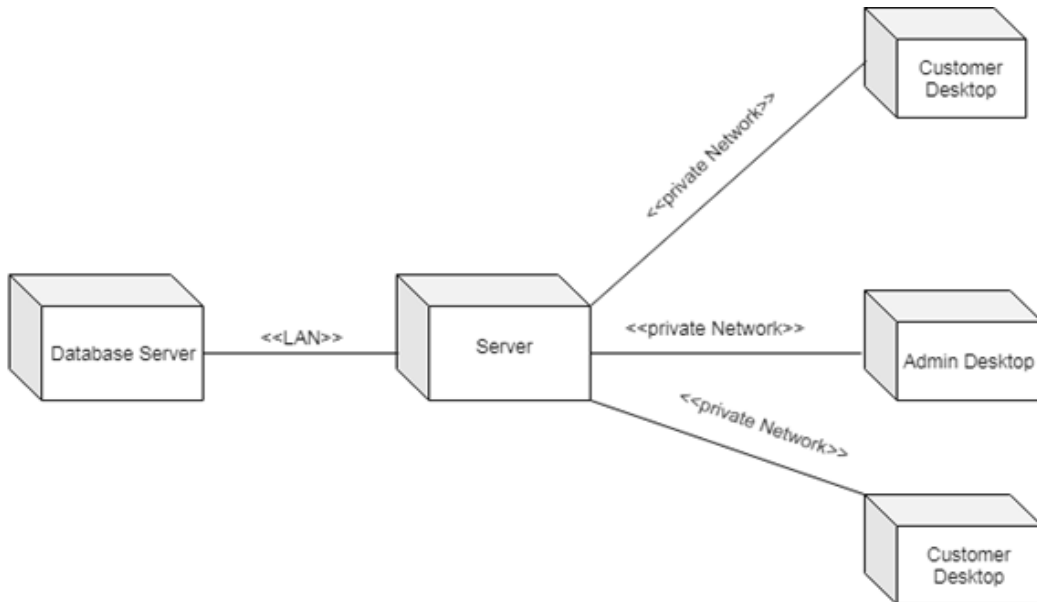 Customer
Desktop
<<private Network>>
Database Server
<<LAN>>
Server
<<private Network>>
Admin Desktop
<<private Network>>
Customer
Desktop